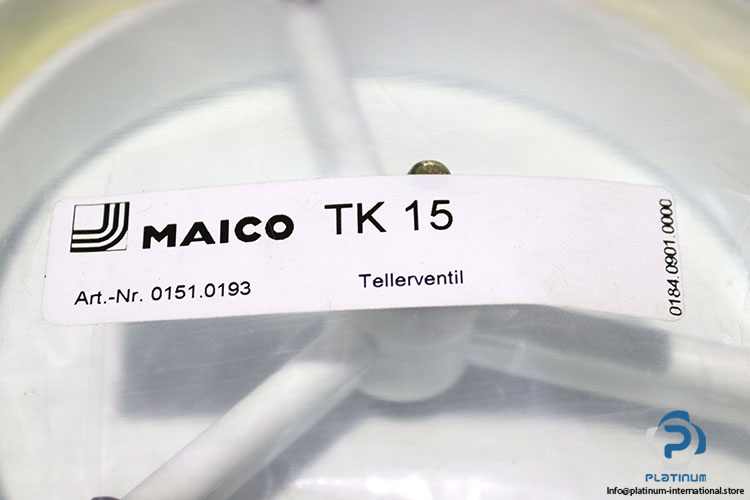 MAICO TK 15
Art.-Nr. 0151.0193 Tellerventil
0184.0901.0000
PLATINUM
Info@platinum-international.store